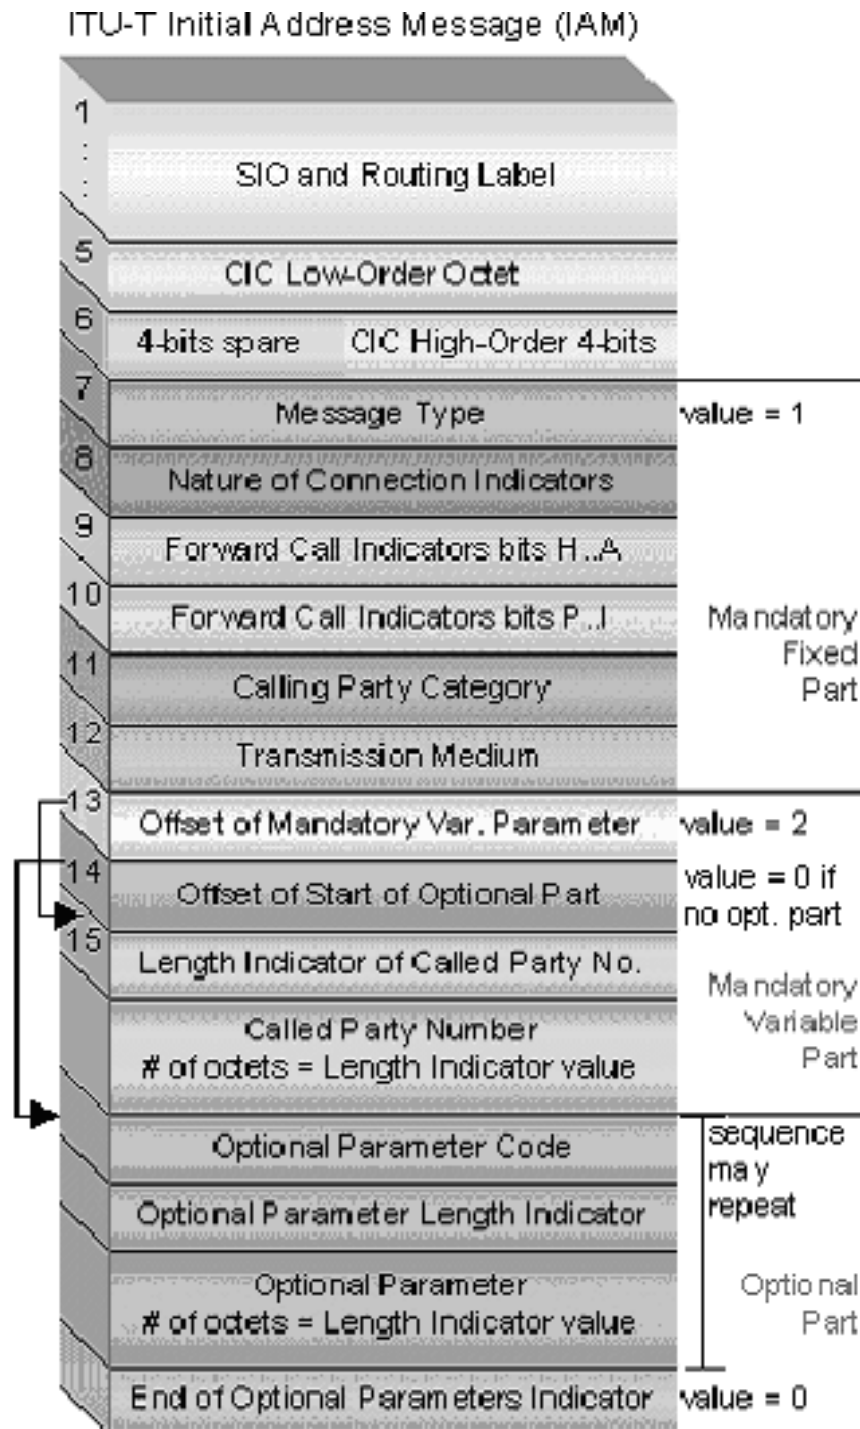 ITU-T Initial Address Message (IAM)
1
:
:
SIO and Routing Label
5
CIC Low-Order Octet
6
4-bits spare CIC High-Order 4-bits
7
Message Type value = 1
8
Nature of Connection Indicators
9
Forward Call Indicators bits H..A
10
Forward Call Indicators bits P..I
Mandatory
Fixed
Part
11
Calling Party Category
12
Transmission Medium
13
Offset of Mandatory Var. Parameter value = 2
14
Offset of Start of Optional Part
value = 0 if
no opt. part
15
Length Indicator of Called Party No.
Mandatory
Variable
Part
Called Party Number
# of octets = Length Indicator value
Optional Parameter Code
sequence
may
repeat
Optional Parameter Length Indicator
Optional Parameter
# of octets = Length Indicator value
Optional
Part
End of Optional Parameters Indicator value = 0